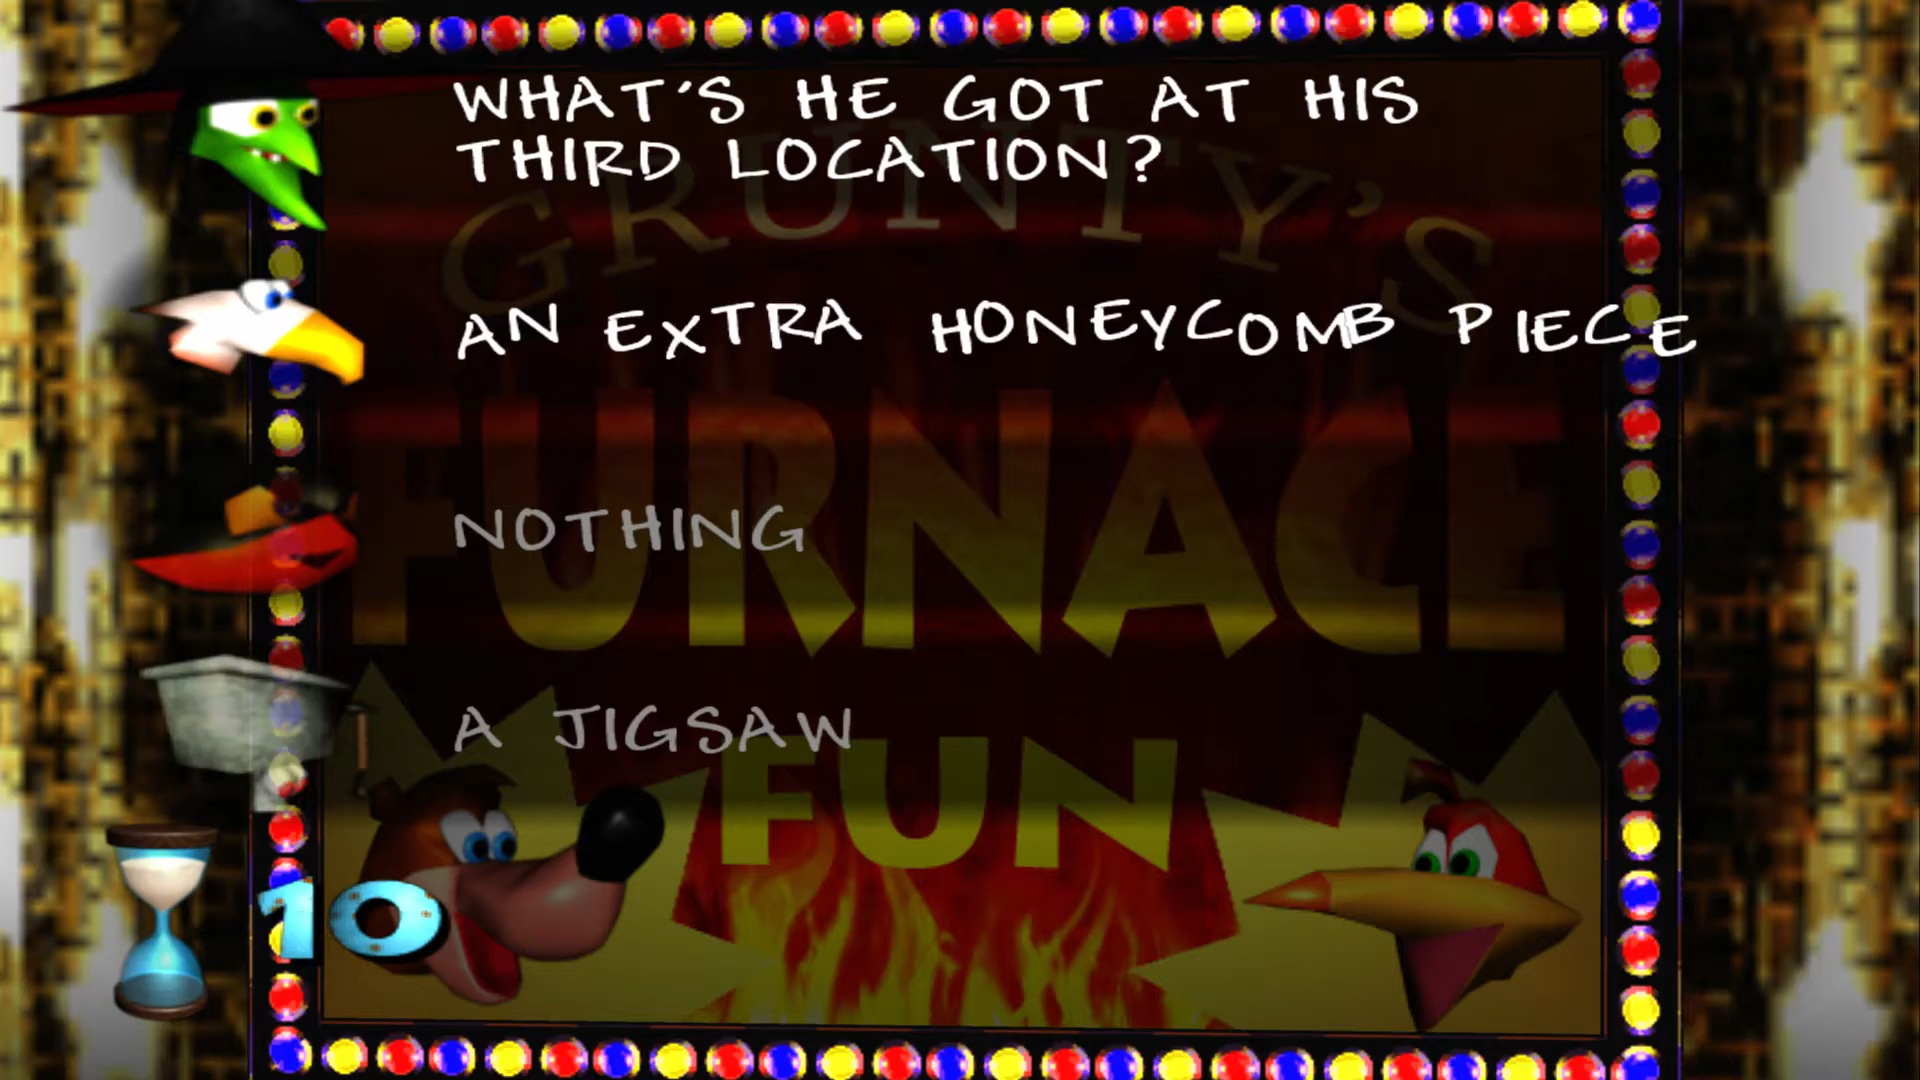 WHAT'S HE GOT AT HIS
THIRD LOCATION?
GRUNTY'S
AN EXTRA HONEYCOMB PIECE
FURNACE
NOTHING
A JIGSAW
FUN
10